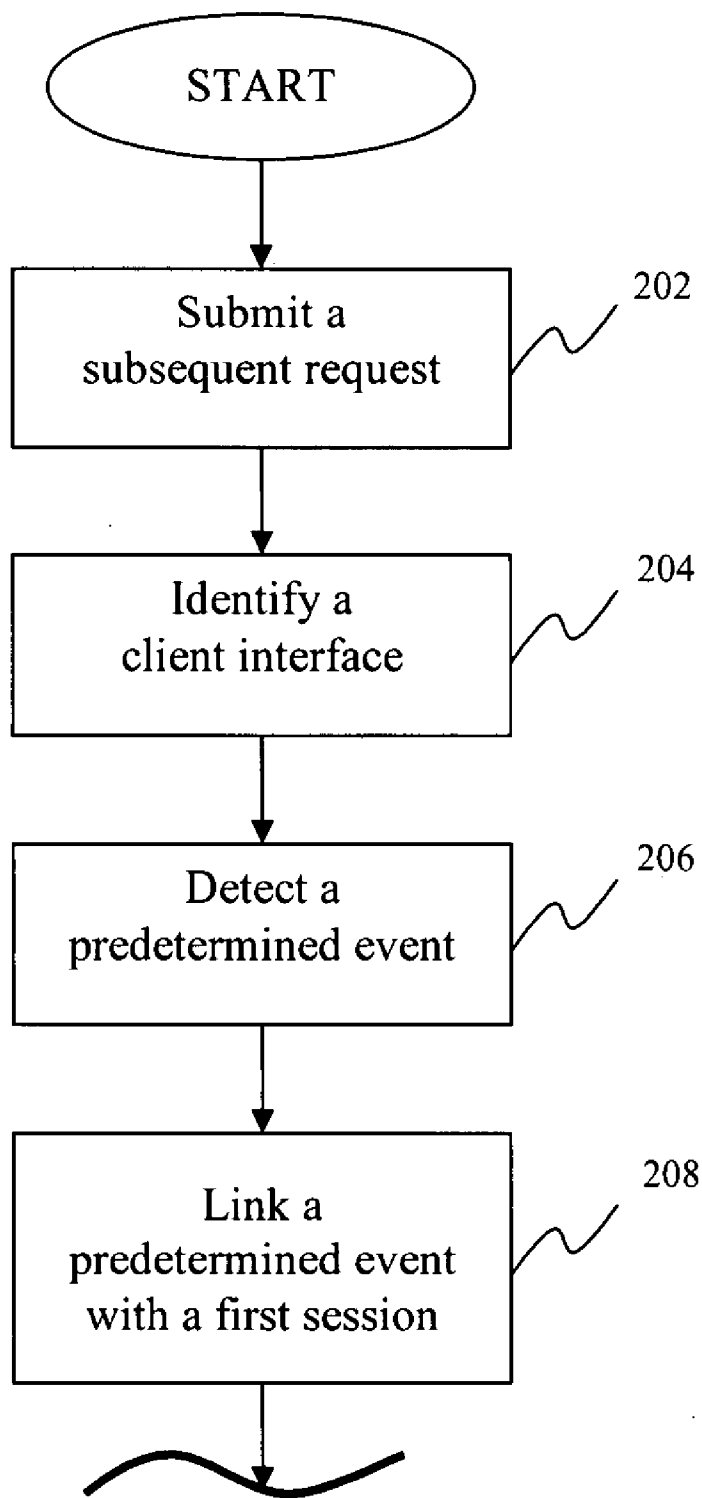 START
202
Submit a
subsequent request
204
Identify a
client interface
206
Detect a
predetermined event
208
Link a
predetermined event
with a first session